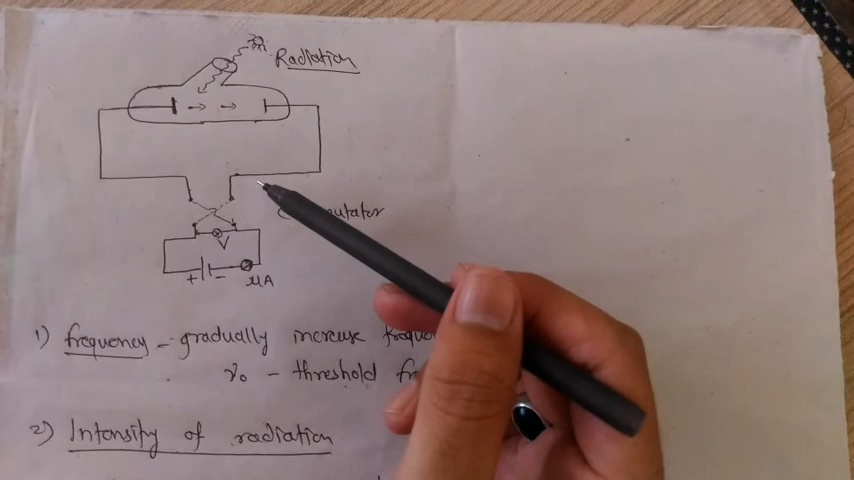 Radiation
V
+ -
μA
1) frequency - gradually increase
ν₀ - threshold
2) Intensity of radiation